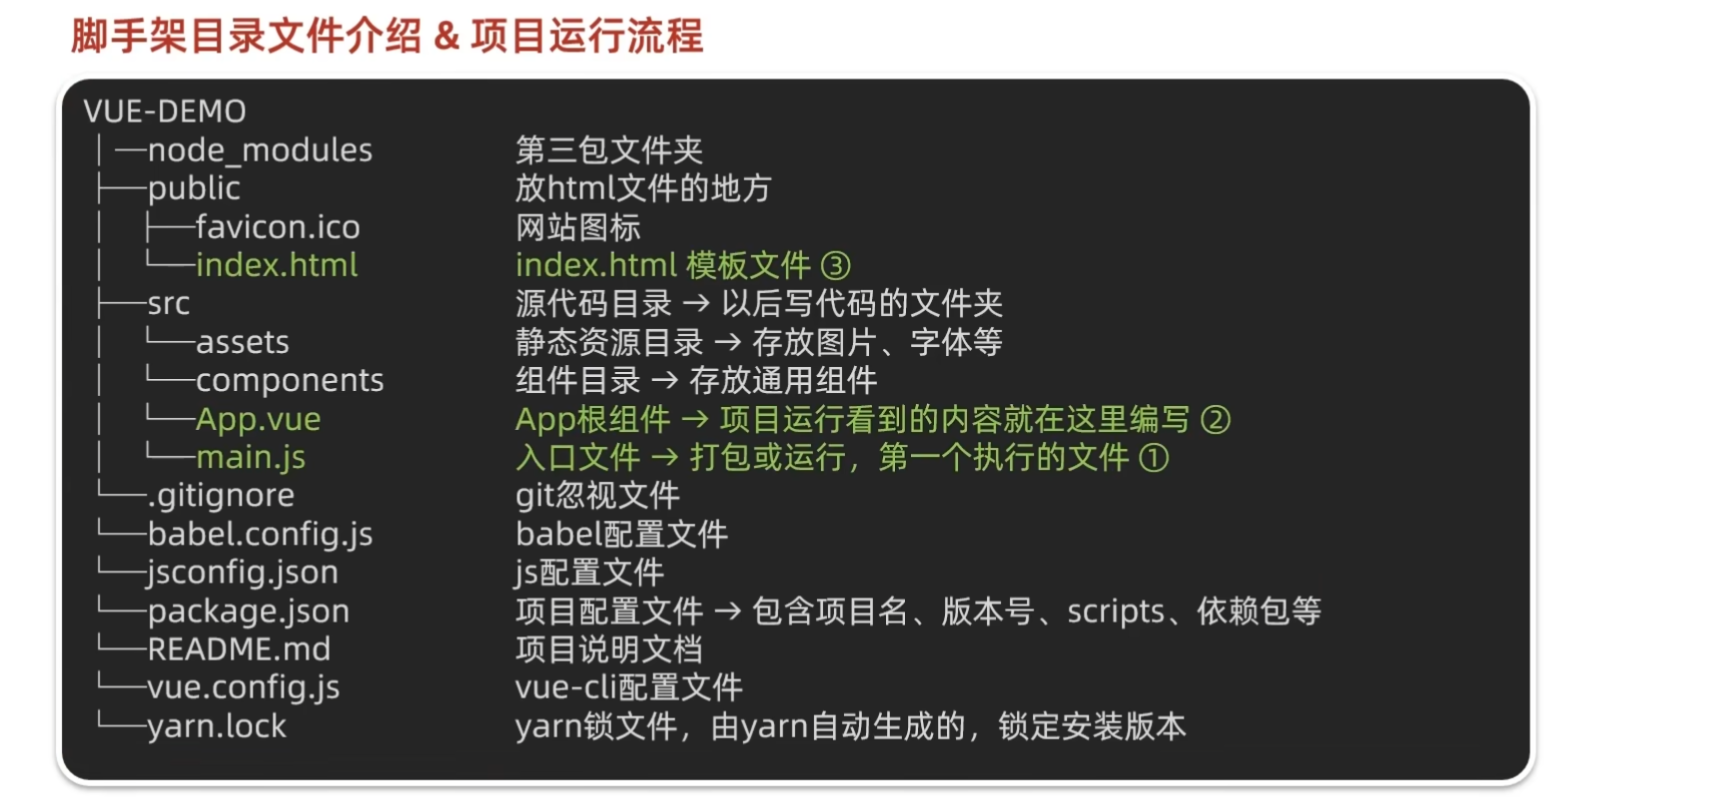 脚手架目录文件介绍 & 项目运行流程
VUE-DEMO
│─node_modules 第三包文件夹
├──public 放html文件的地方
│ ├──favicon.ico 网站图标
│ └──index.html index.html 模板文件 ③
├──src 源代码目录 → 以后写代码的文件夹
│ └──assets 静态资源目录 → 存放图片、字体等
│ └──components 组件目录 → 存放通用组件
│ └──App.vue App根组件 → 项目运行看到的内容就在这里编写 ②
│ └──main.js 入口文件 → 打包或运行，第一个执行的文件 ①
└──.gitignore git忽视文件
└──babel.config.js babel配置文件
└──jsconfig.json js配置文件
└──package.json 项目配置文件 → 包含项目名、版本号、scripts、依赖包等
└──README.md 项目说明文档
└──vue.config.js vue-cli配置文件
└──yarn.lock yarn锁文件，由yarn自动生成的，锁定安装版本